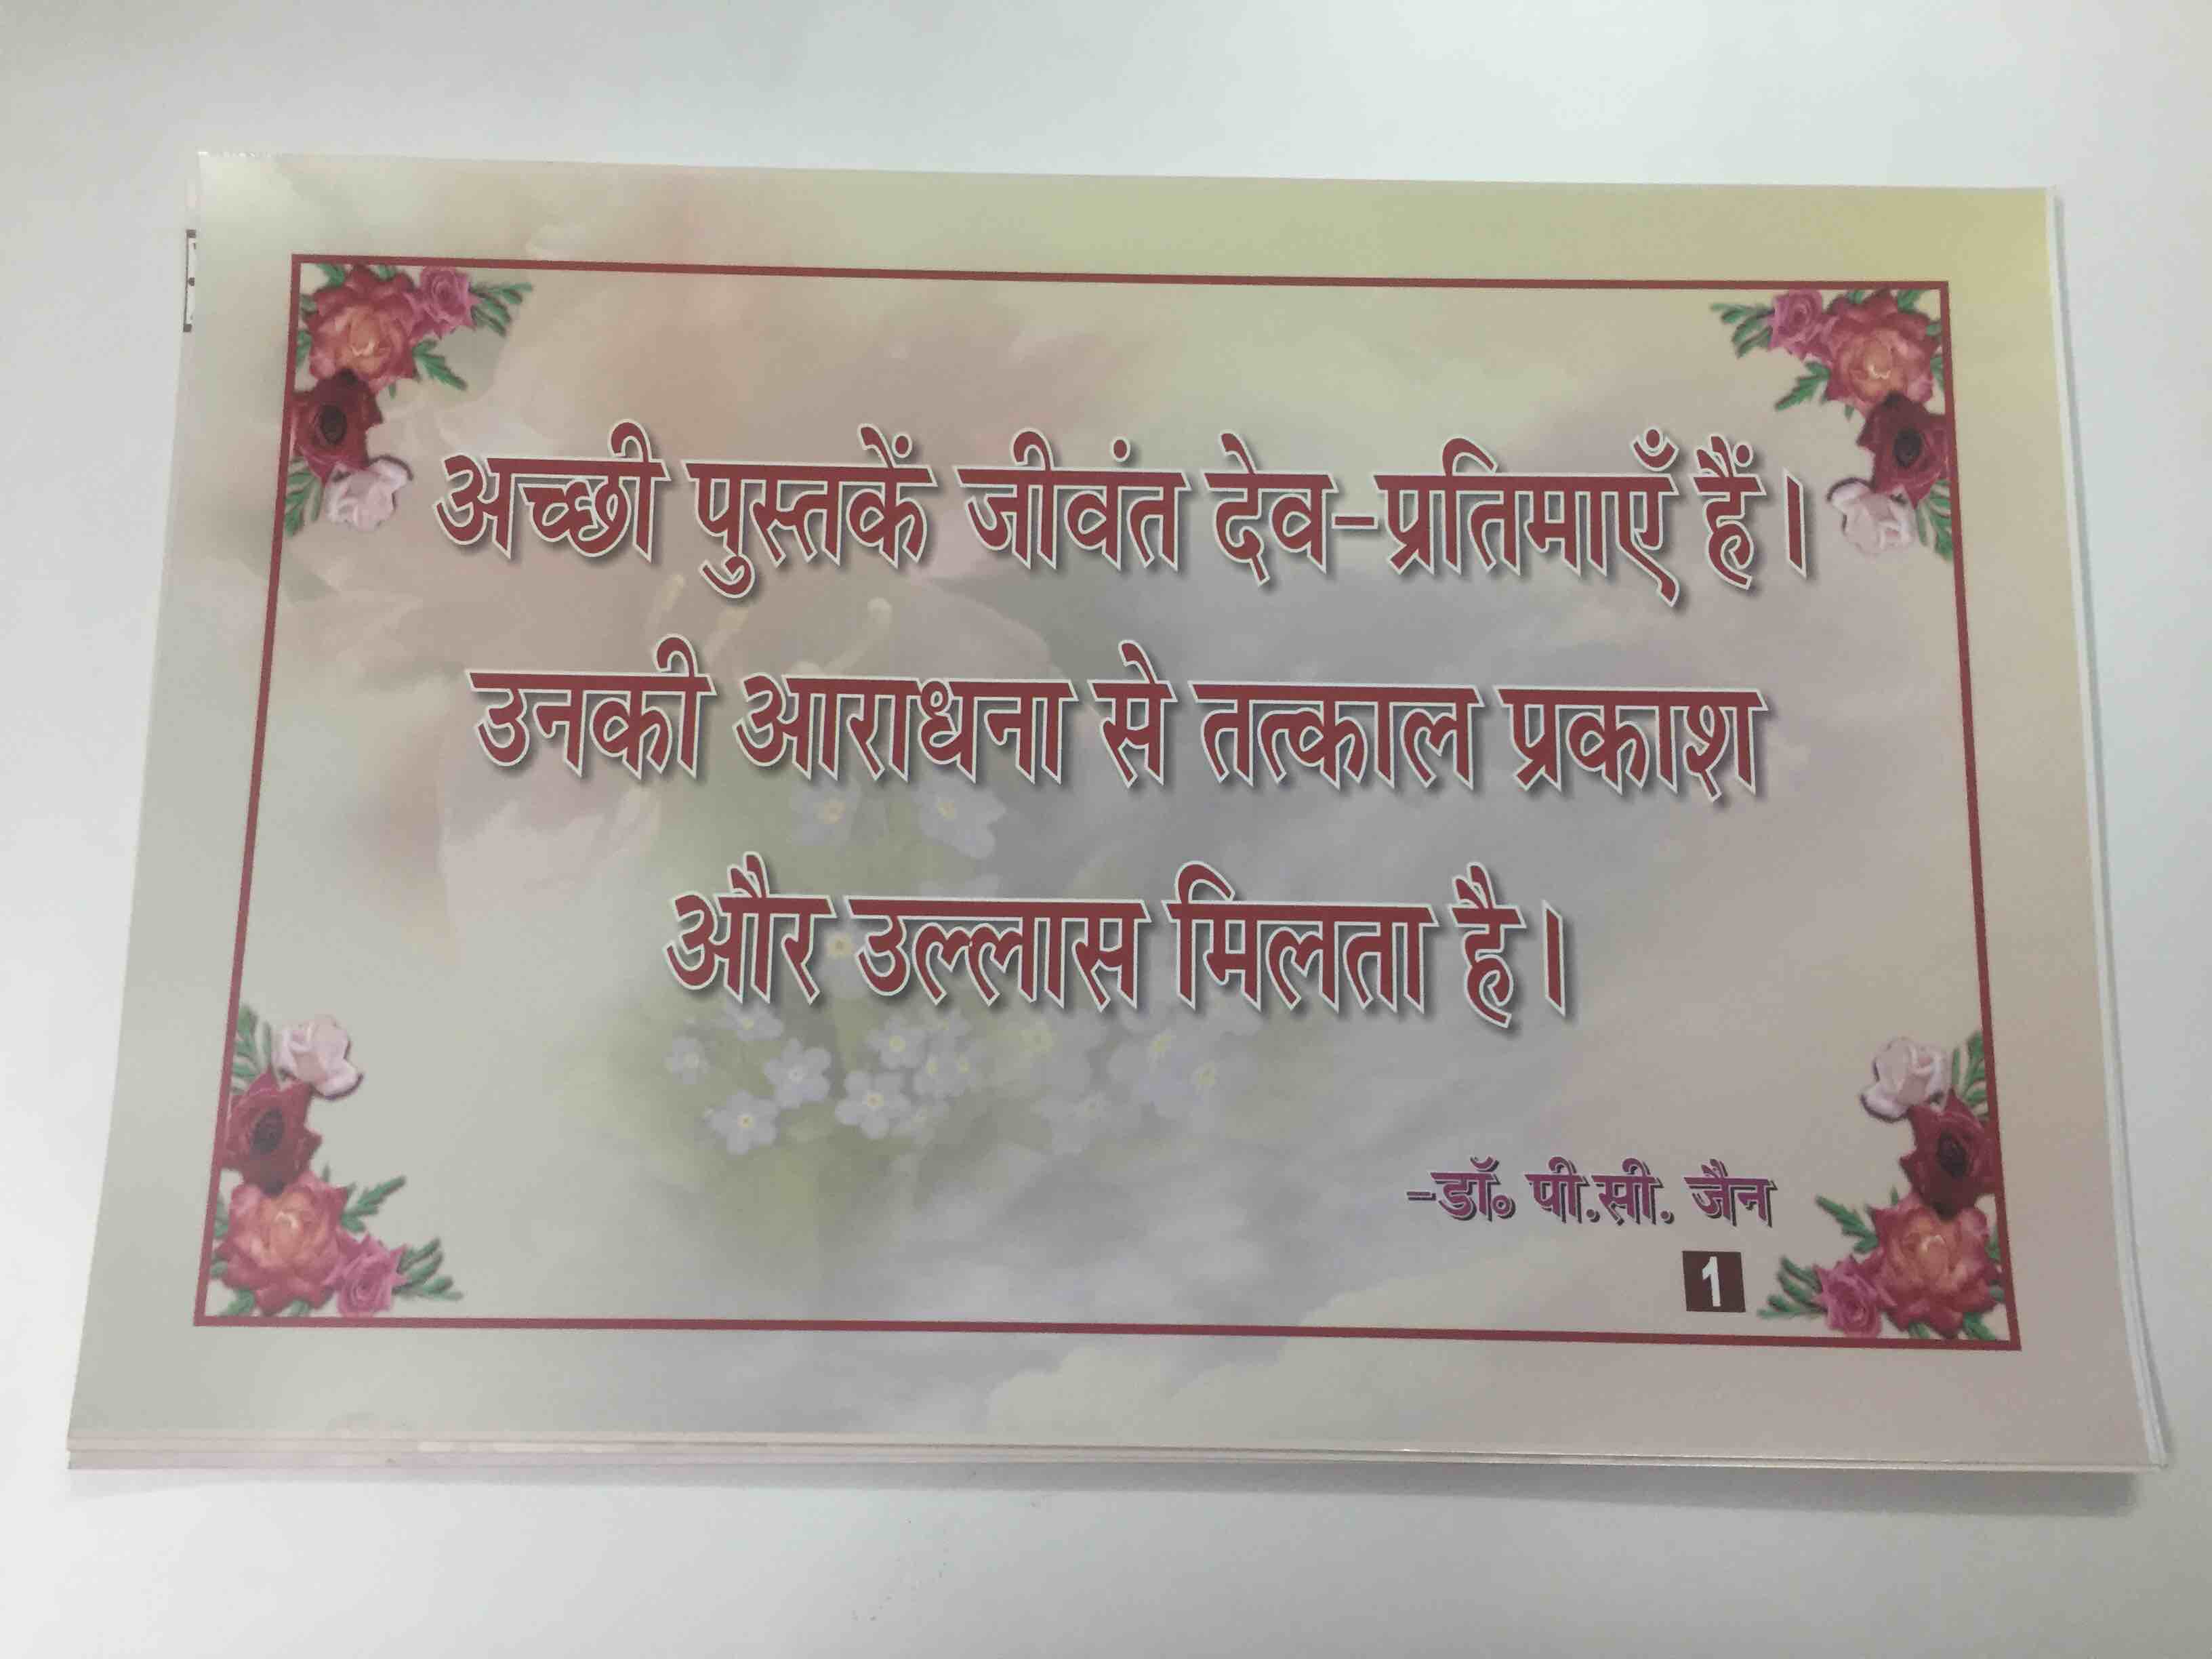 अच्छी पुस्तकें जीवंत देव-प्रतिमाएँ हैं।
उनकी आराधना से तत्काल प्रकाश
और उल्लास मिलता है।
-डॉ॰ पी.सी. जैन
1